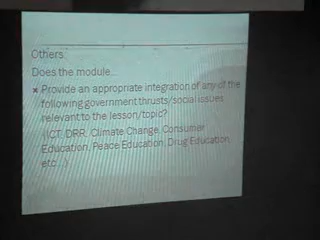 Others:
Does the module...
× Provide an appropriate integration of any of the
following government thrusts/social issues
relevant to the lesson/topic?
(ICT, DRR, Climate Change, Consumer
Education, Peace Education, Drug Education,
etc...)